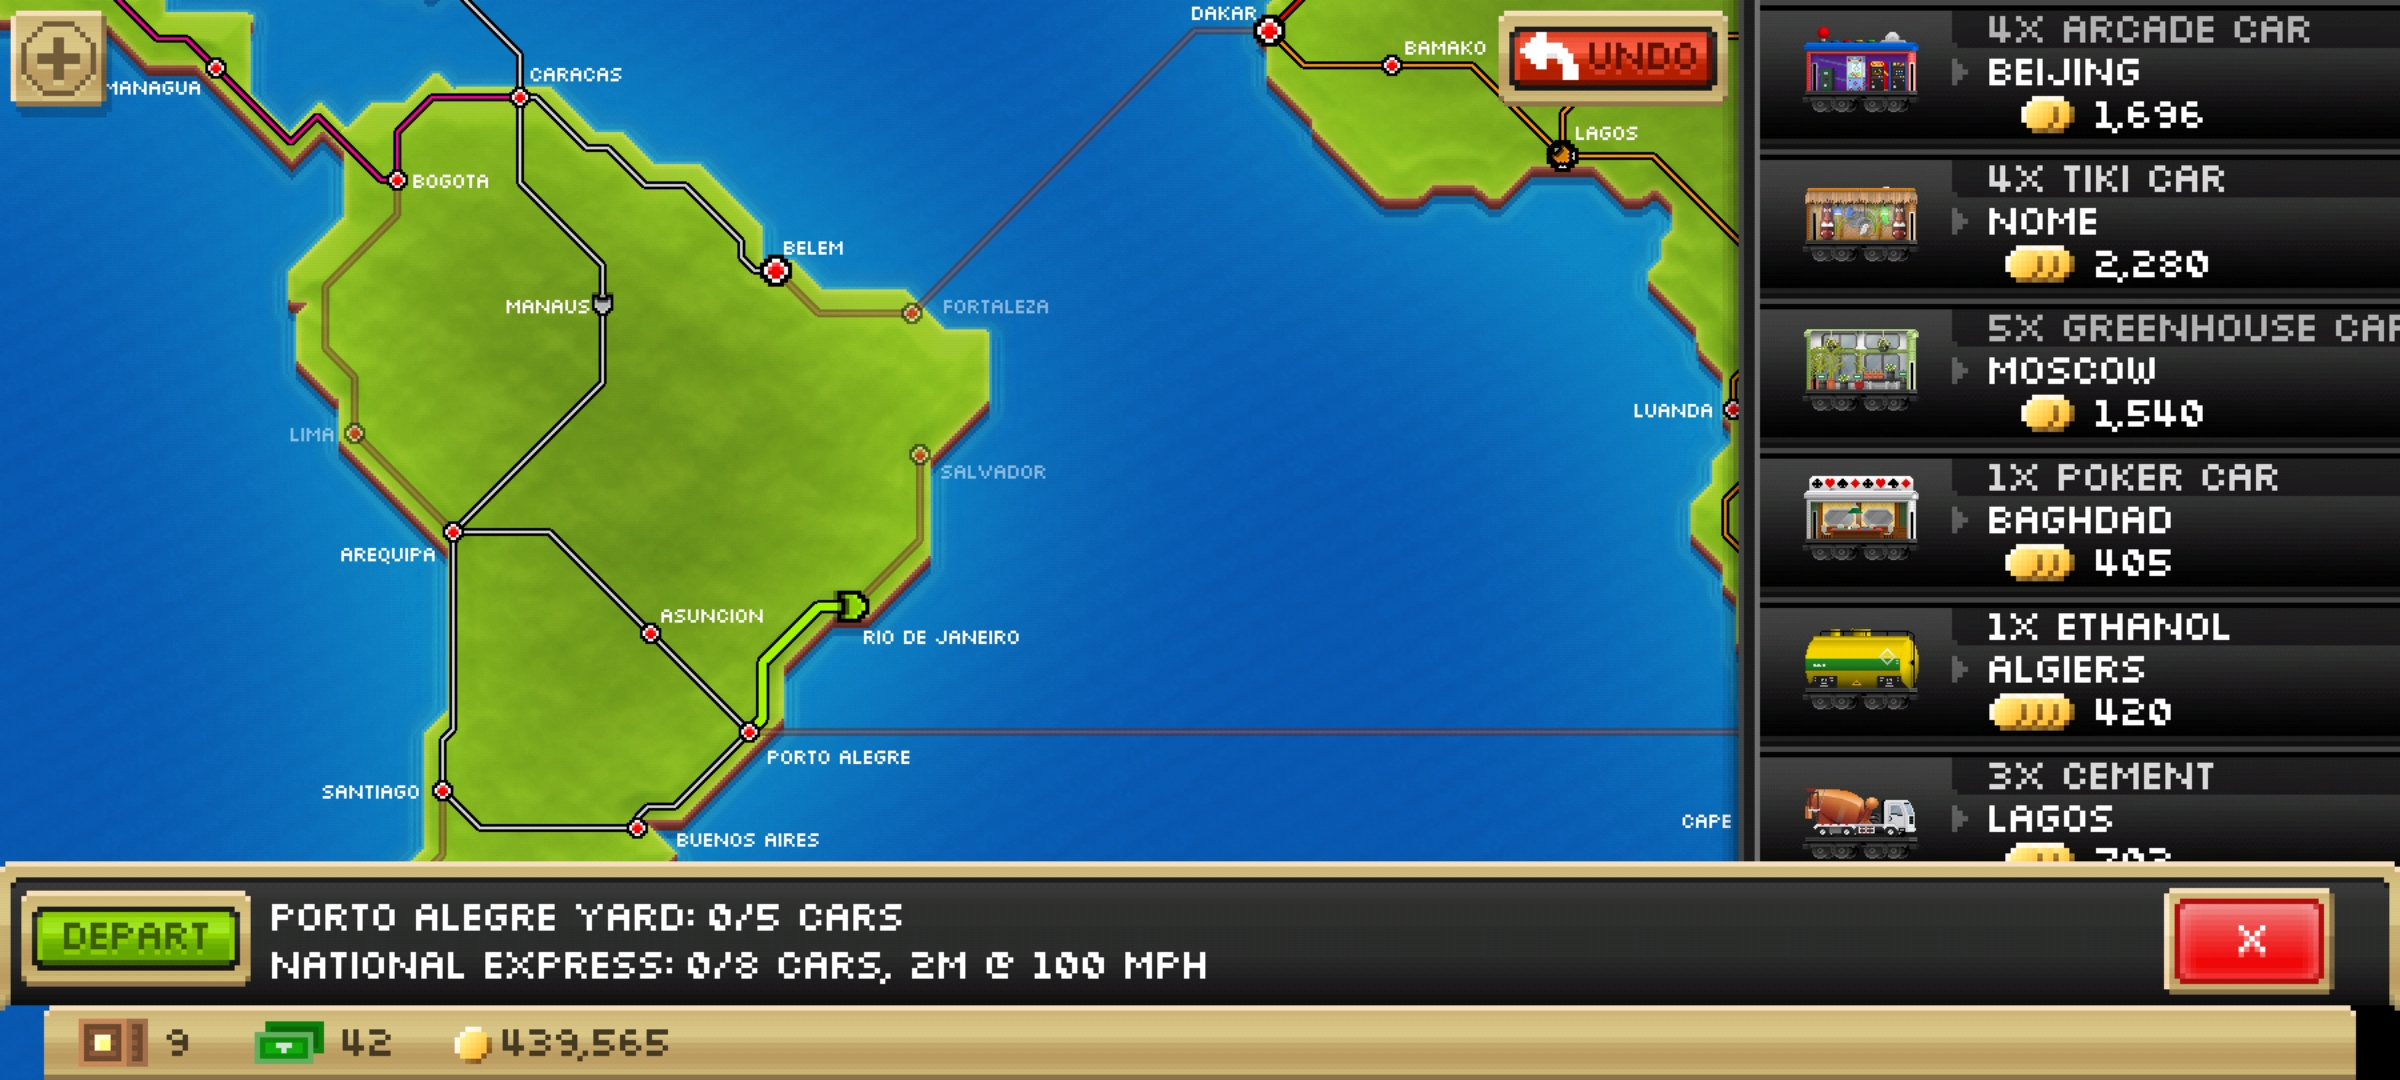 DAKAR
BAMAKO
UNDO
CARACAS
MANAGUA
LAGOS
BOGOTA
BELEM
MANAUS
FORTALEZA
LUANDA
LIMA
SALVADOR
AREQUIPA
ASUNCION
RIO DE JANEIRO
PORTO ALEGRE
SANTIAGO
CAPE
BUENOS AIRES
4X ARCADE CAR
BEIJING
1,696
4X TIKI CAR
NOME
2,280
5X GREENHOUSE CAR
MOSCOW
1,540
1X POKER CAR
BAGHDAD
405
1X ETHANOL
ALGIERS
420
3X CEMENT
LAGOS
DEPART
PORTO ALEGRE YARD: 0/5 CARS
NATIONAL EXPRESS: 0/8 CARS, 2M @ 100 MPH
X
9
42
439,565